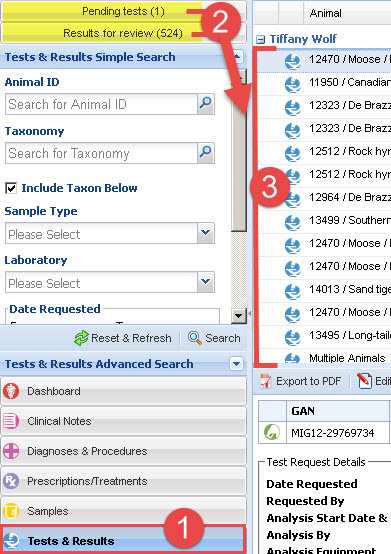 Pending tests (1)
Results for review (524)
2
Tests & Results Simple Search
Animal ID
Search for Animal ID
Taxonomy
Search for Taxonomy
Include Taxon Below
Sample Type
Please Select
Laboratory
Please Select
Date Requested
Reset & Refresh
Search
Tests & Results Advanced Search
Dashboard
Clinical Notes
Diagnoses & Procedures
Prescriptions/Treatments
Samples
Tests & Results
1
Animal
Tiffany Wolf
3
12470 / Moose /
11950 / Canadian
12323 / De Brazz
12323 / De Brazz
12512 / Rock hyr
12512 / Rock hyr
12964 / De Brazz
13499 / Southern
12470 / Moose /
12470 / Moose /
14013 / Sand tige
12470 / Moose /
13495 / Long-taile
Multiple Animals
Export to PDF
Edi
GAN
MIG12-29769734
Test Request Details
Date Requested
Requested By
Analysis Start Date &
Analysis By
Analysis Equipment